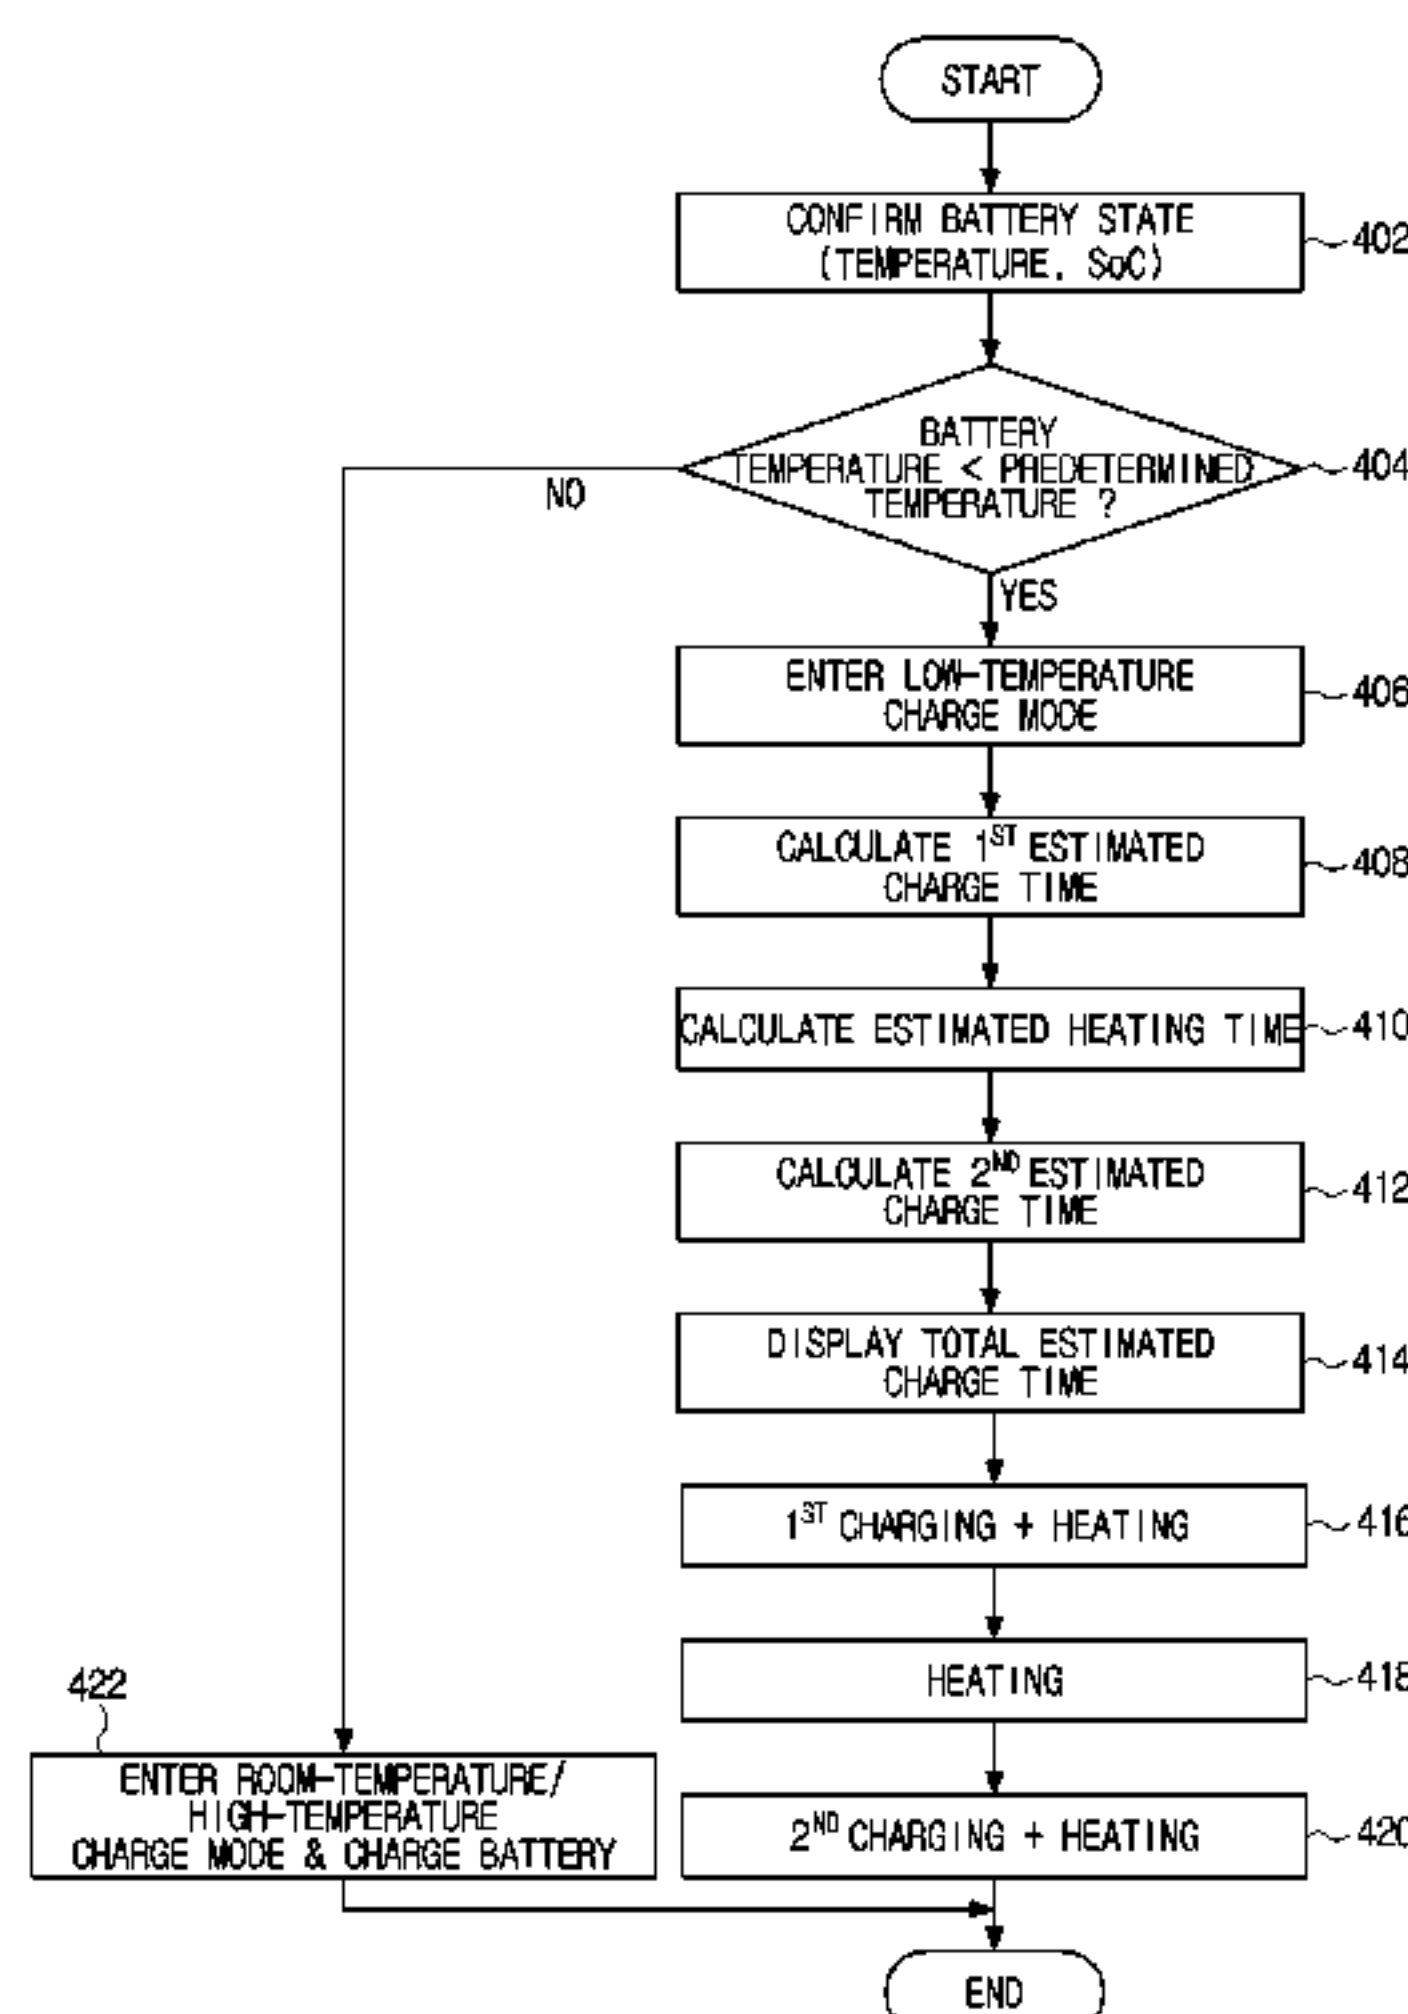 START
CONFIRM BATTERY STATE
(TEMPERATURE, SoC)
402
BATTERY
TEMPERATURE < PREDETERMINED
TEMPERATURE ?
404
NO
YES
ENTER LOW-TEMPERATURE
CHARGE MODE
406
CALCULATE 1ST ESTIMATED
CHARGE TIME
408
CALCULATE ESTIMATED HEATING TIME
410
CALCULATE 2ND ESTIMATED
CHARGE TIME
412
DISPLAY TOTAL ESTIMATED
CHARGE TIME
414
1ST CHARGING + HEATING
416
HEATING
418
422
ENTER ROOM-TEMPERATURE/
HIGH-TEMPERATURE
CHARGE MODE & CHARGE BATTERY
2ND CHARGING + HEATING
420
END